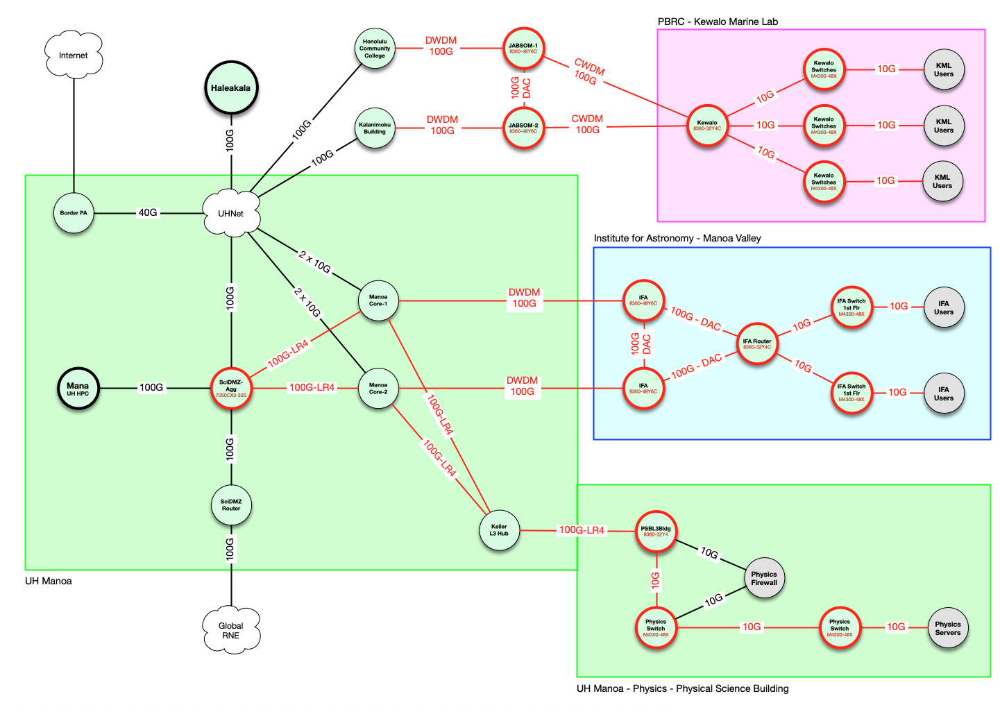 PBRC - Kewalo Marine Lab
Internet
Honolulu
Community
College
DWDM
100G
JABSOM-1
8360-48Y6C
CWDM
100G
Haleakala
100G
100G
100G
DAC
Kewalo
Switches
M4300-48X
10G
KML
Users
10G
Kalanimoku
Building
DWDM
100G
JABSOM-2
8360-48Y6C
CWDM
100G
Kewalo
8360-32Y4C
10G
Kewalo
Switches
M4300-48X
10G
KML
Users
100G
10G
Kewalo
Switches
M4300-48X
10G
KML
Users
Border PA
40G
UHNet
Institute for Astronomy - Manoa Valley
2 x 10G
2 x 10G
100G
Manoa
Core-1
DWDM
100G
IFA
8360-48Y6C
100G - DAC
IFA Switch
1st Flr
M4300-48X
10G
IFA
Users
10G
100G
DAC
IFA Router
8360-32Y4C
100G-LR4
100G - DAC
10G
Mana
UH HPC
100G
SciDMZ-
Agg
7050CX3-32S
100G-LR4
Manoa
Core-2
DWDM
100G
IFA
8360-48Y6C
IFA Switch
1st Flr
M4300-48X
10G
IFA
Users
100G-LR4
100G-LR4
100G
SciDMZ
Router
100G
Keller
L3 Hub
100G-LR4
PSBL3Bldg
8360-32Y4
10G
10G
Physics
Firewall
10G
UH Manoa
Global
RNE
Physics
Switch
M4300-48X
10G
Physics
Switch
M4300-48X
10G
Physics
Servers
UH Manoa - Physics - Physical Science Building